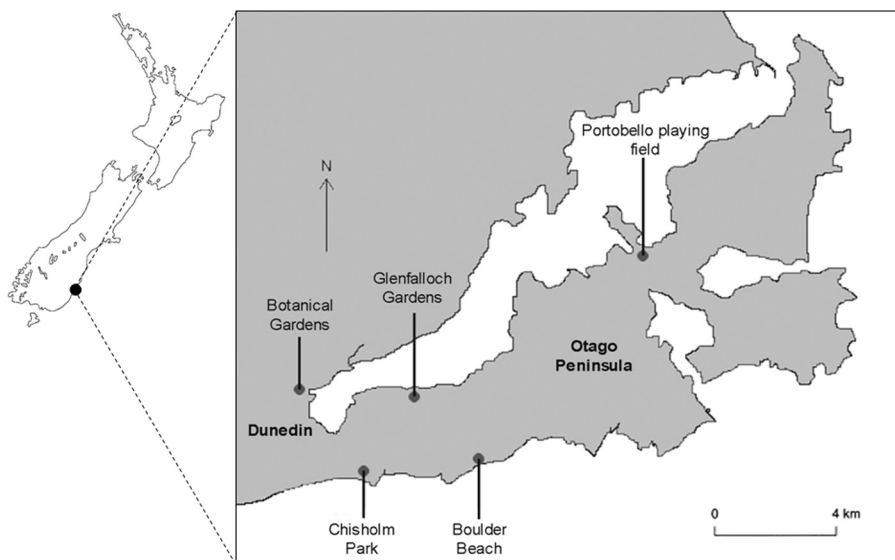 Portobello playing
field
N
Glenfalloch
Gardens
Botanical
Gardens
Otago
Peninsula
Dunedin
Chisholm
Park
Boulder
Beach
0
4 km